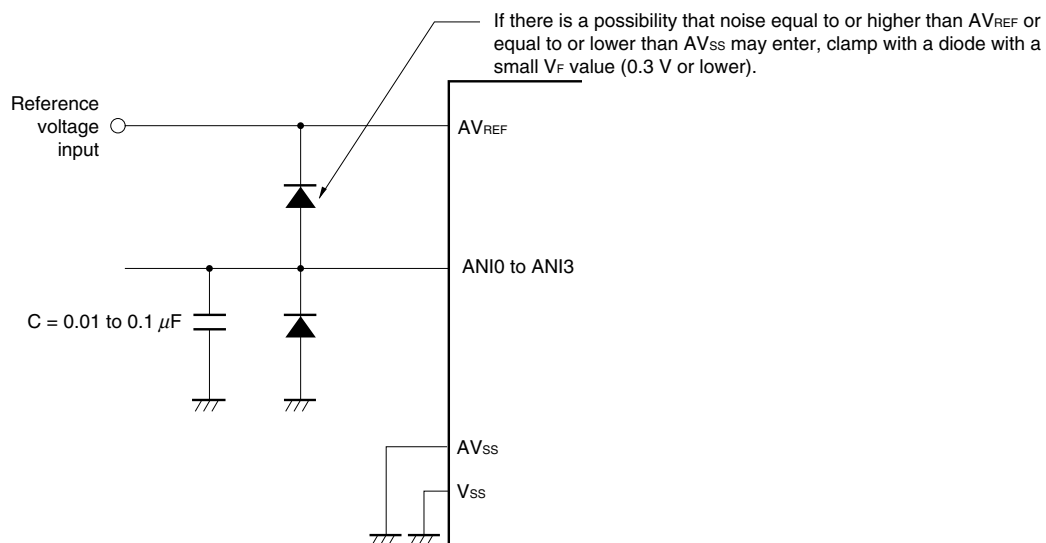 If there is a possibility that noise equal to or higher than AVREF or
equal to or lower than AVSS may enter, clamp with a diode with a
small VF value (0.3 V or lower).
Reference
voltage
input
AVREF
ANI0 to ANI3
C = 0.01 to 0.1 μF
AVSS
VSS